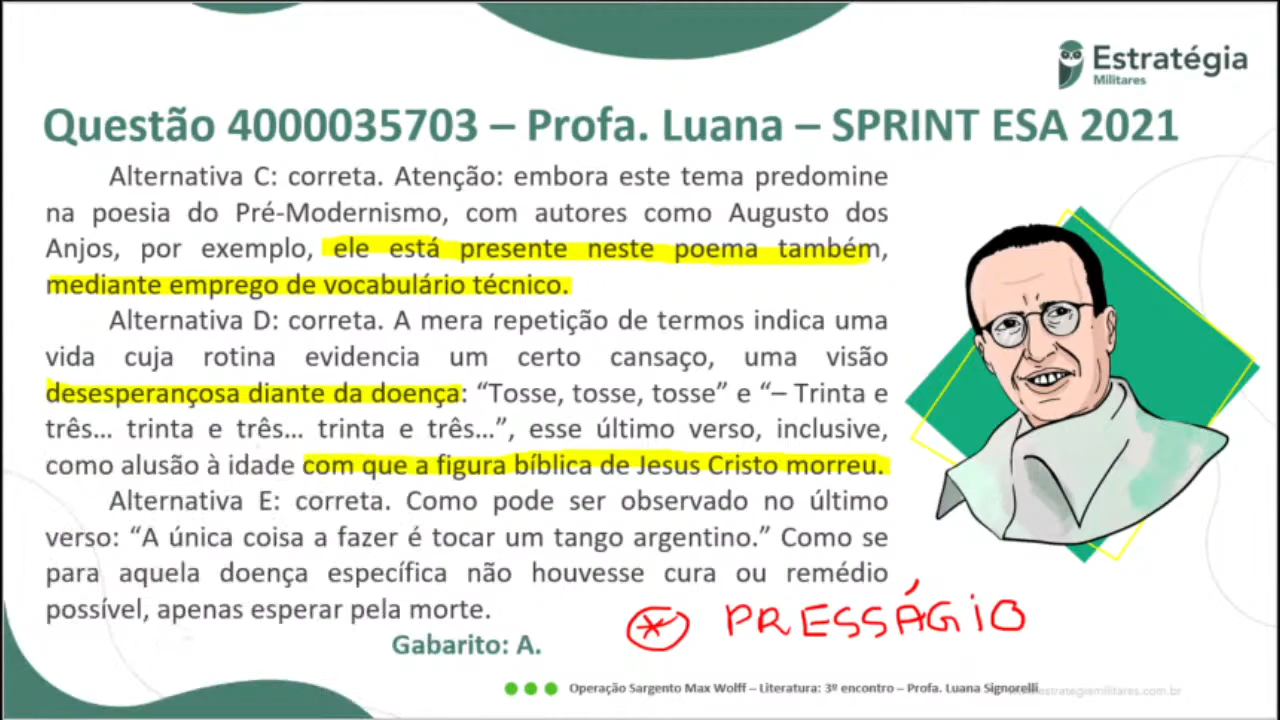 Estratégia
Militares
Questão 4000035703 – Profa. Luana – SPRINT ESA 2021
Alternativa C: correta. Atenção: embora este tema predomine
na poesia do Pré-Modernismo, com autores como Augusto dos
Anjos, por exemplo, ele está presente neste poema também,
mediante emprego de vocabulário técnico.
Alternativa D: correta. A mera repetição de termos indica uma
vida cuja rotina evidencia um certo cansaço, uma visão
desesperançosa diante da doença: “Tosse, tosse, tosse” e “– Trinta e
três... trinta e três... trinta e três...”, esse último verso, inclusive,
como alusão à idade com que a figura bíblica de Jesus Cristo morreu.
Alternativa E: correta. Como pode ser observado no último
verso: “A única coisa a fazer é tocar um tango argentino.” Como se
para aquela doença específica não houvesse cura ou remédio
possível, apenas esperar pela morte.
* PRESSÁGIO
Gabarito: A.
Operação Sargento Max Wolff – Literatura: 3º encontro – Profa. Luana Signorelli